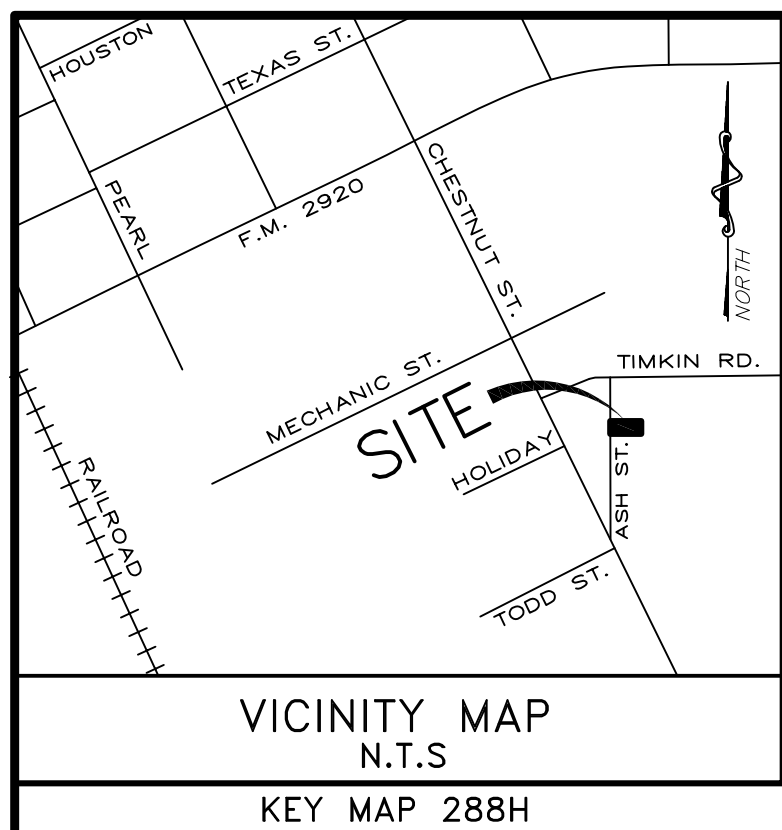 HOUSTON
TEXAS ST.
PEARL
F.M. 2920
CHESTNUT ST.
NORTH
MECHANIC ST.
TIMKIN RD.
SITE
HOLIDAY
ASH ST.
RAILROAD
TODD ST.
VICINITY MAP
N.T.S
KEY MAP 288H